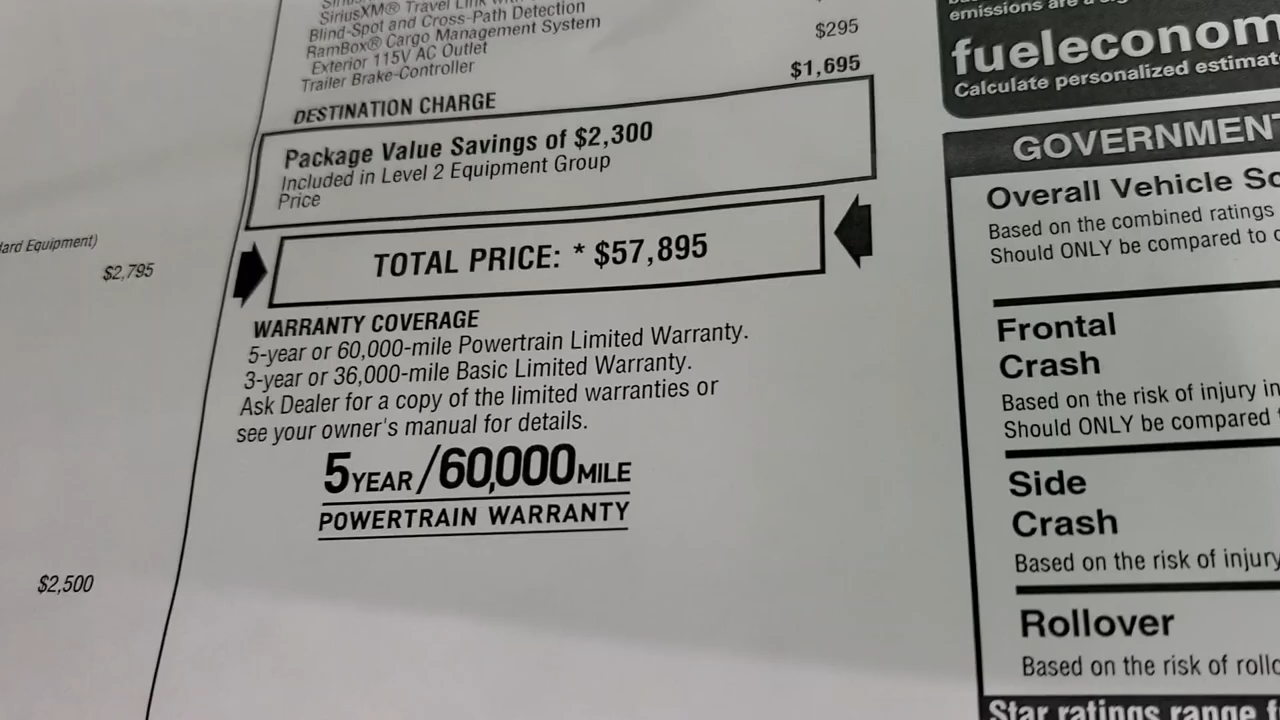 SiriusXM® Travel Link
Blind-Spot and Cross-Path Detection
RamBox® Cargo Management System
Exterior 115V AC Outlet
Trailer Brake-Controller
$295
DESTINATION CHARGE
$1,695
Package Value Savings of $2,300
Included in Level 2 Equipment Group
Price
TOTAL PRICE: * $57,895
WARRANTY COVERAGE
5-year or 60,000-mile Powertrain Limited Warranty.
3-year or 36,000-mile Basic Limited Warranty.
Ask Dealer for a copy of the limited warranties or
see your owner's manual for details.
5 YEAR/60,000 MILE
POWERTRAIN WARRANTY
Equipment)
$2,795
$2,500
emissions are a
fueleconom
Calculate personalized estimat
GOVERNMENT
Overall Vehicle Sc
Based on the combined ratings
Should ONLY be compared to
Frontal
Crash
Based on the risk of injury in
Should ONLY be compared
Side
Crash
Based on the risk of injury
Rollover
Based on the risk of rollo
Star ratings range f